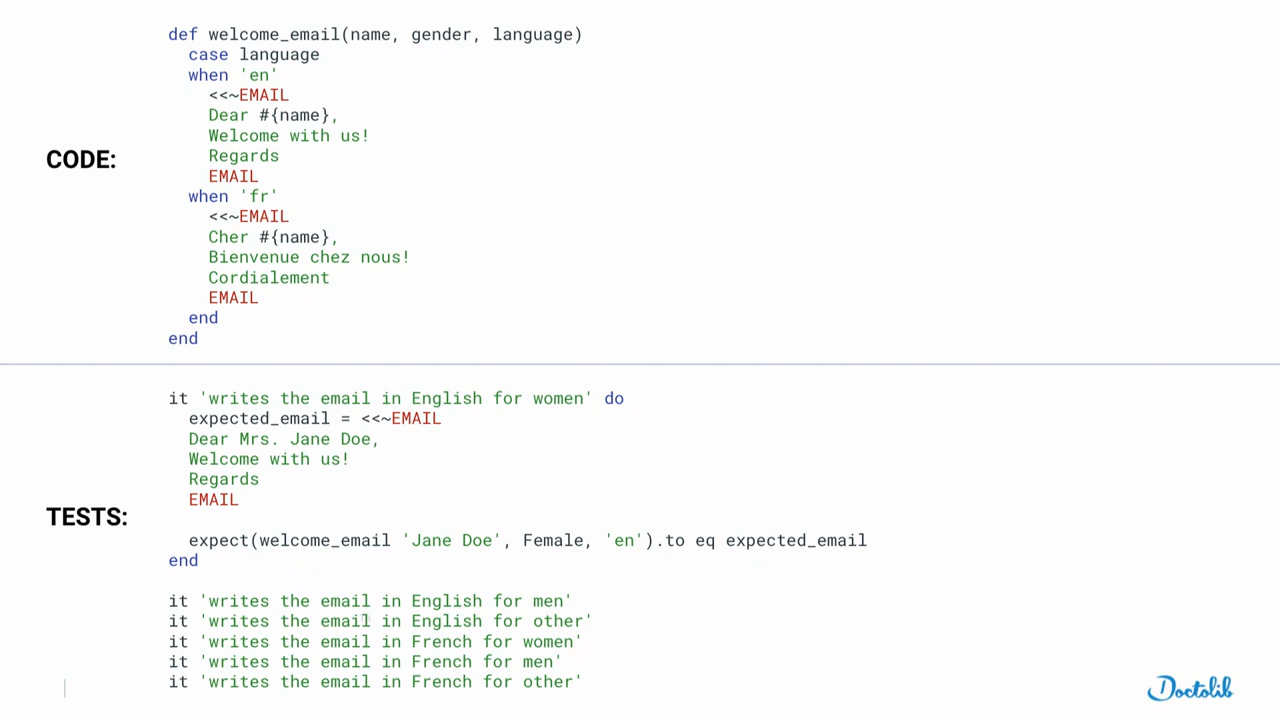 CODE:
def welcome_email(name, gender, language)
  case language
  when 'en'
    <<~EMAIL
    Dear #{name},
    Welcome with us!
    Regards
    EMAIL
  when 'fr'
    <<~EMAIL
    Cher #{name},
    Bienvenue chez nous!
    Cordialement
    EMAIL
  end
end
TESTS:
it 'writes the email in English for women' do
  expected_email = <<~EMAIL
  Dear Mrs. Jane Doe,
  Welcome with us!
  Regards
  EMAIL
  expect(welcome_email 'Jane Doe', Female, 'en').to eq expected_email
end
it 'writes the email in English for men'
it 'writes the email in English for other'
it 'writes the email in French for women'
it 'writes the email in French for men'
it 'writes the email in French for other'
Doctolib